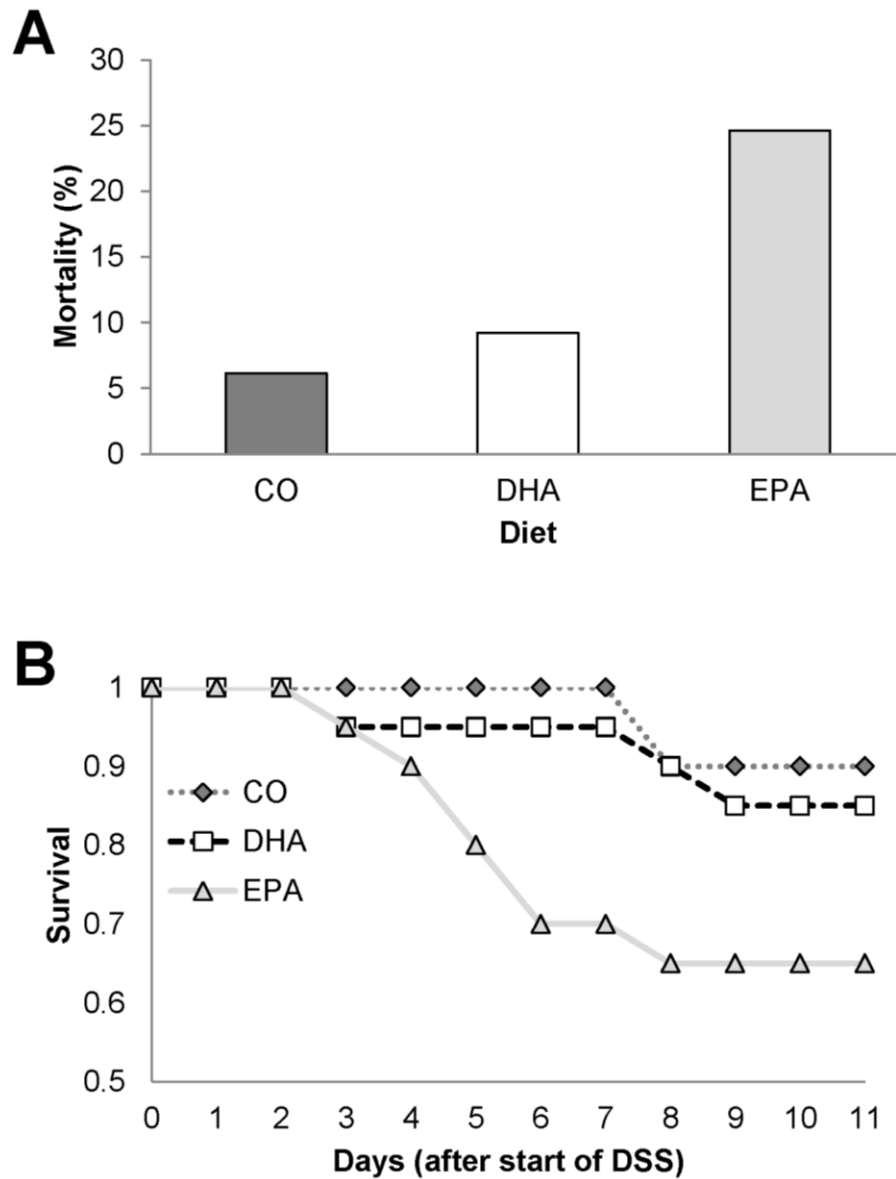 A
30
25
20
15
10
5
0
Mortality (%)
CO DHA EPA
Diet
B
1
0.9
0.8
0.7
0.6
0.5
Survival
CO
DHA
EPA
0 1 2 3 4 5 6 7 8 9 10 11
Days (after start of DSS)